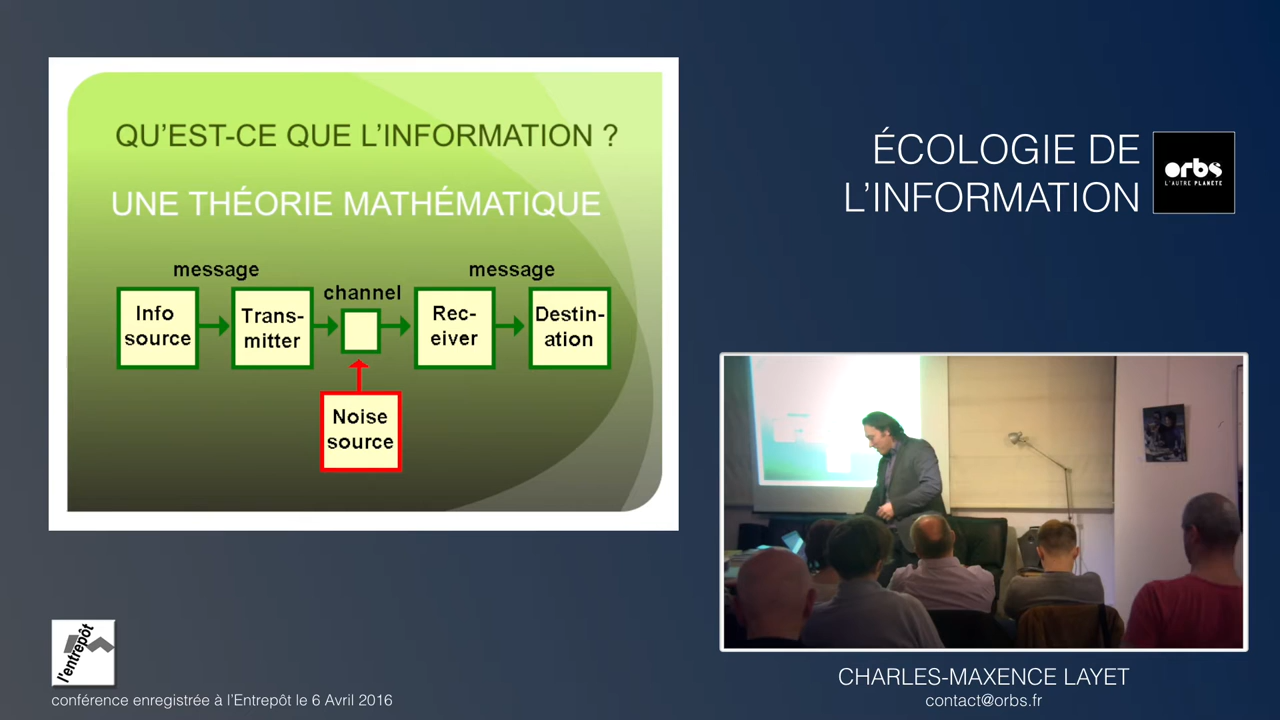 QU'EST-CE QUE L'INFORMATION ?
UNE THÉORIE MATHÉMATIQUE
message
message
channel
Info
source
Trans-
mitter
Rec-
eiver
Destin-
ation
Noise
source
ÉCOLOGIE DE
L'INFORMATION
orbs
L'AUTRE PLANÈTE
l'entrepôt
conférence enregistrée à l'Entrepôt le 6 Avril 2016
CHARLES-MAXENCE LAYET
contact@orbs.fr